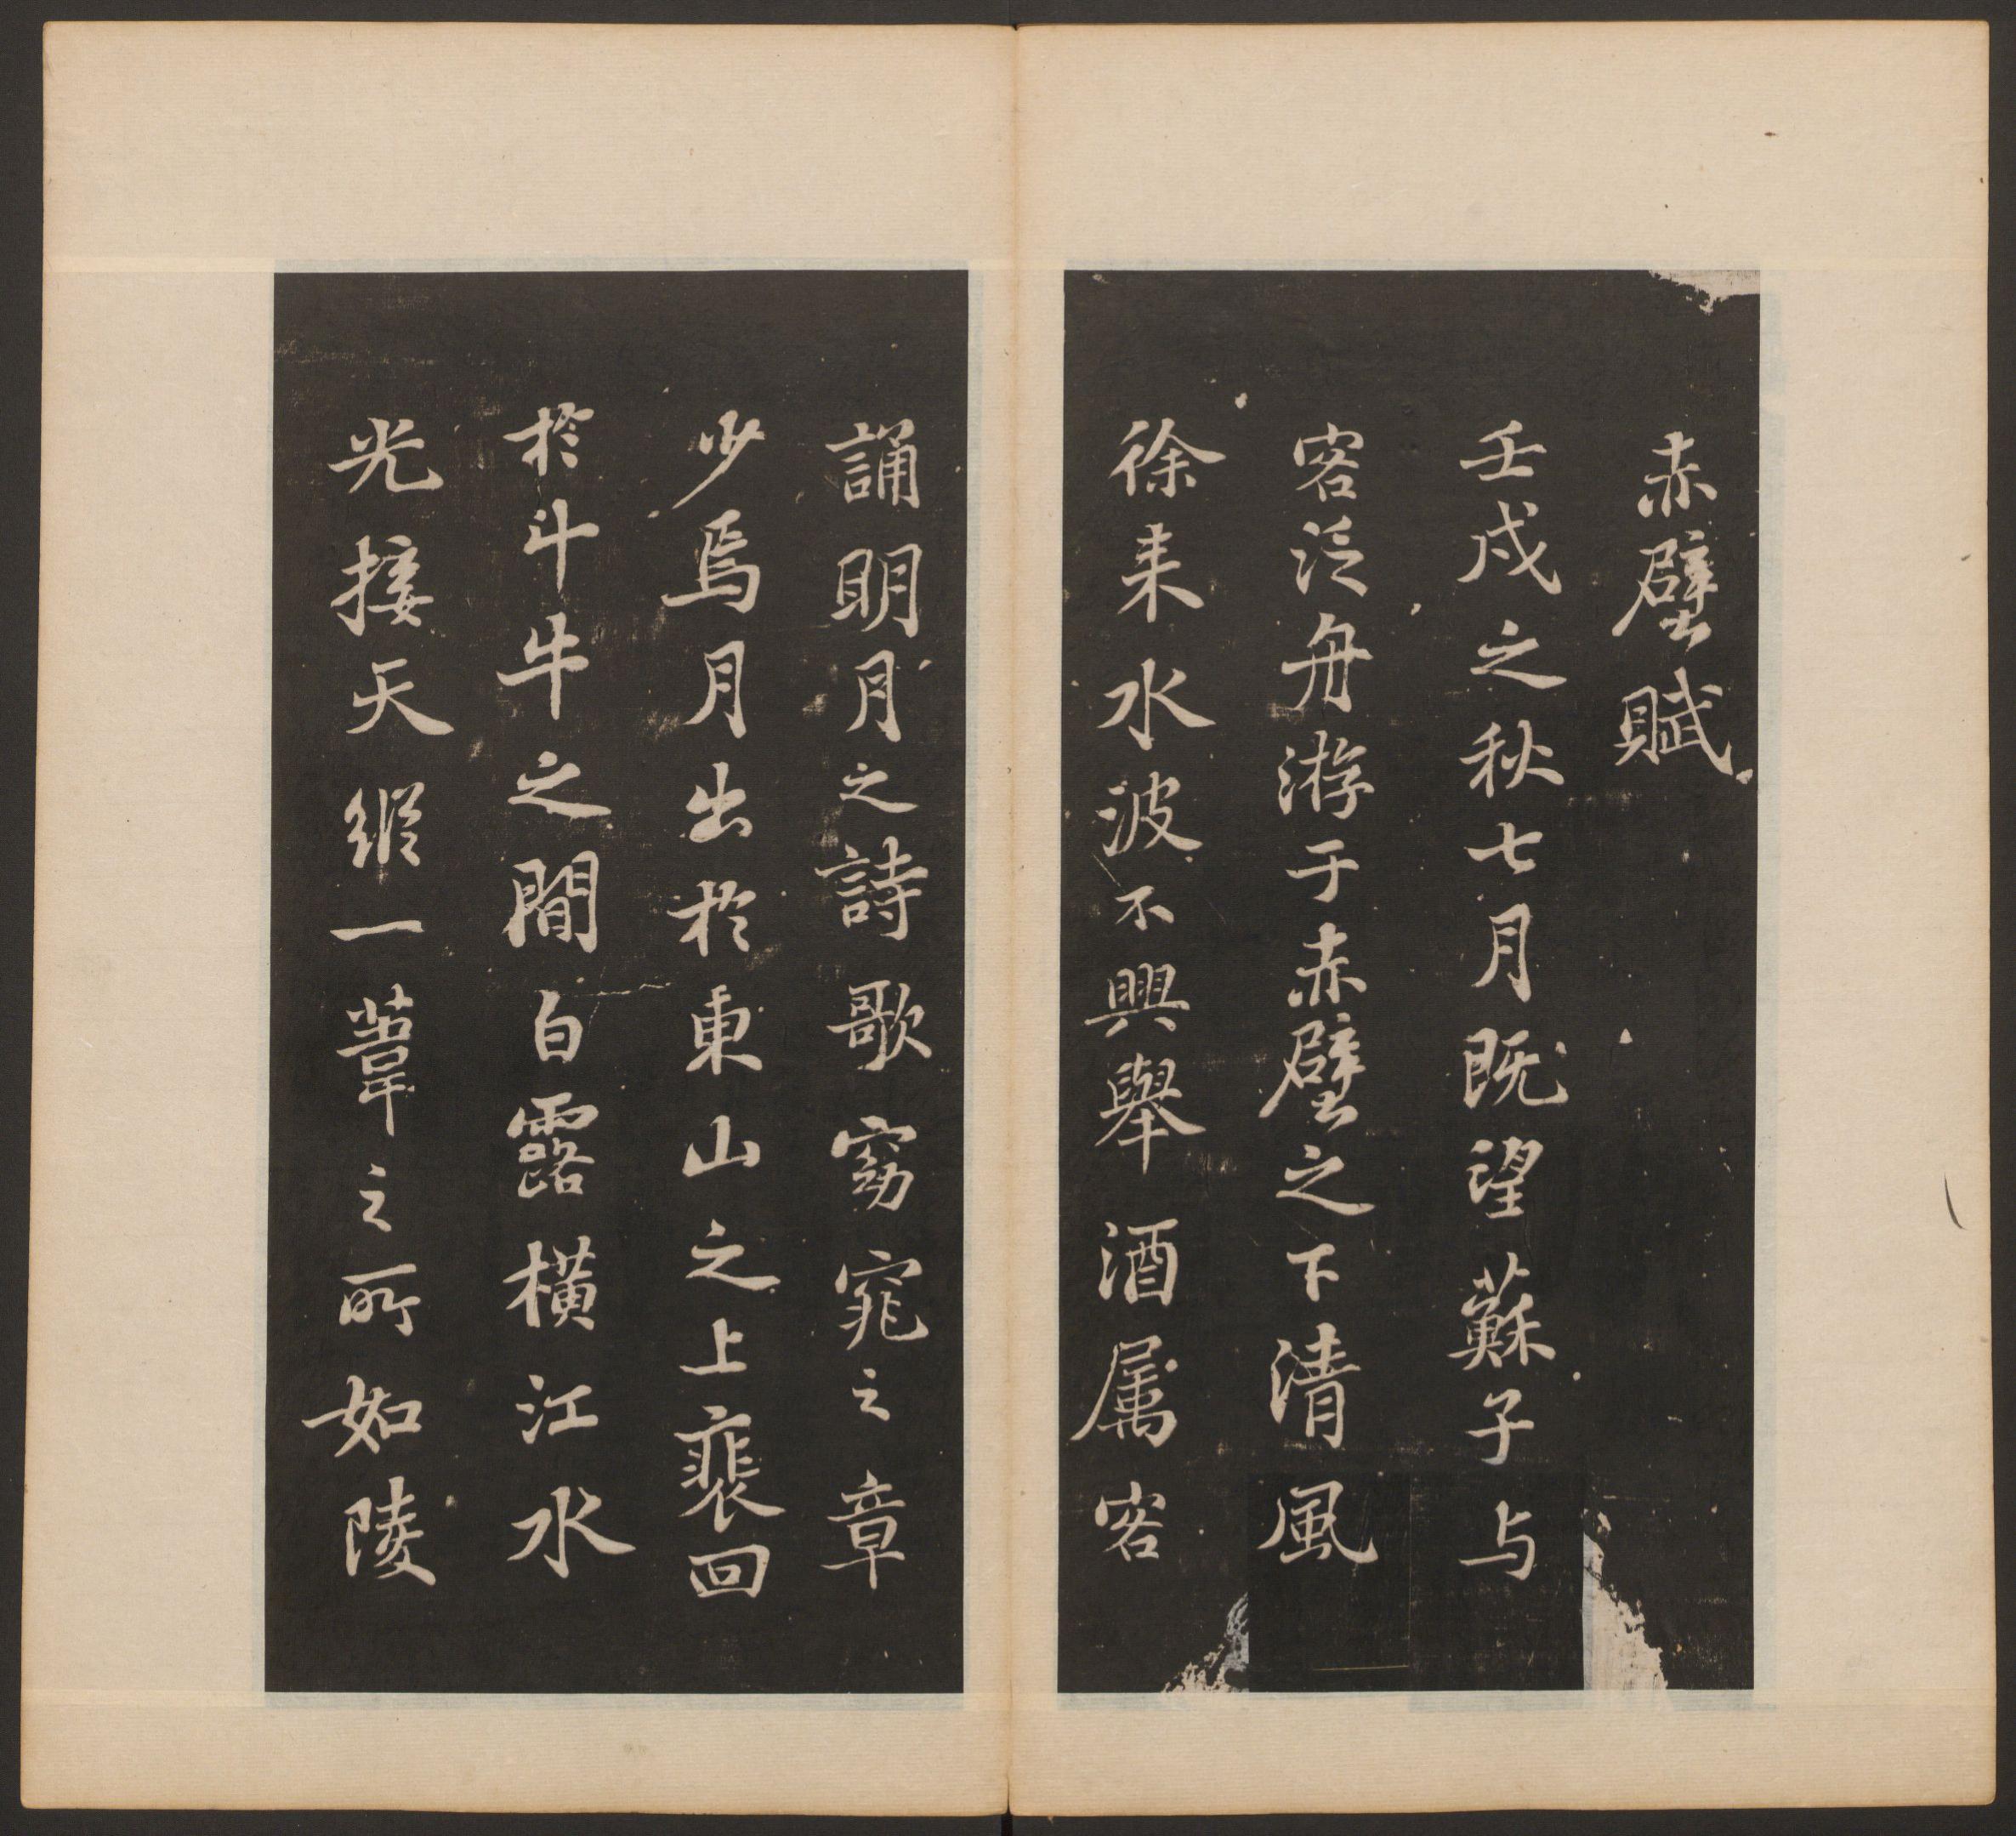 赤壁賦
壬戌之秋七月既望蘇子与
客泛舟游于赤壁之下清風
徐来水波不興舉酒属客
誦明月之詩歌窈窕之章
少焉月出於東山之上裴回
於斗牛之間白露橫江水
光接天縱一葦之所如陵